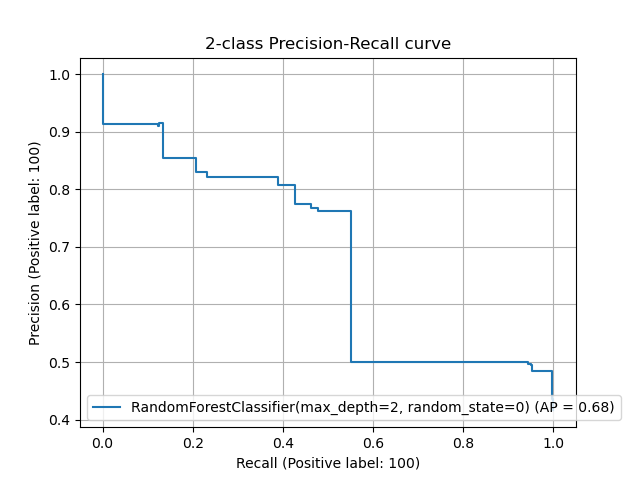 2-class Precision-Recall curve
Precision (Positive label: 100)
1.0
0.9
0.8
0.7
0.6
0.5
0.4
RandomForestClassifier(max_depth=2, random_state=0) (AP = 0.68)
0.0 0.2 0.4 0.6 0.8 1.0
Recall (Positive label: 100)